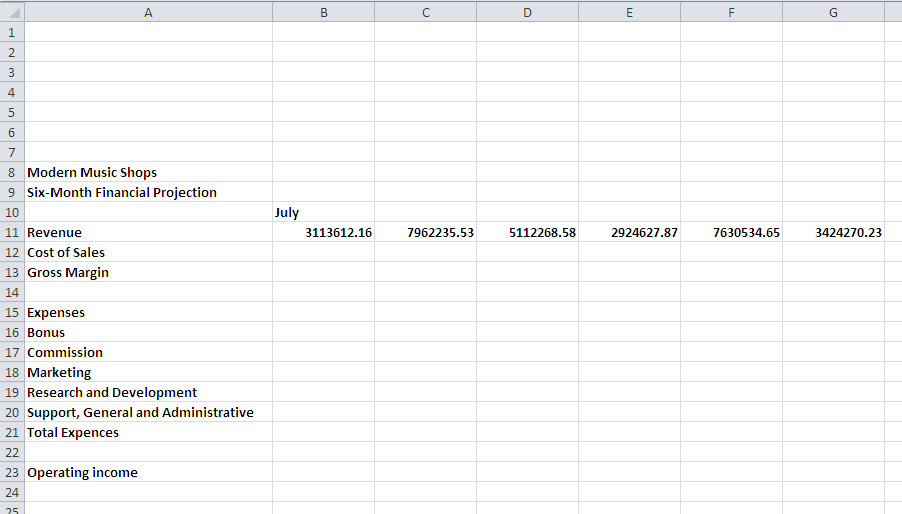 A B C D E F G
1
2
3
4
5
6
7
8 Modern Music Shops
9 Six-Month Financial Projection
10 July
11 Revenue 3113612.16 7962235.53 5112268.58 2924627.87 7630534.65 3424270.23
12 Cost of Sales
13 Gross Margin
14
15 Expenses
16 Bonus
17 Commission
18 Marketing
19 Research and Development
20 Support, General and Administrative
21 Total Expences
22
23 Operating income
24
25